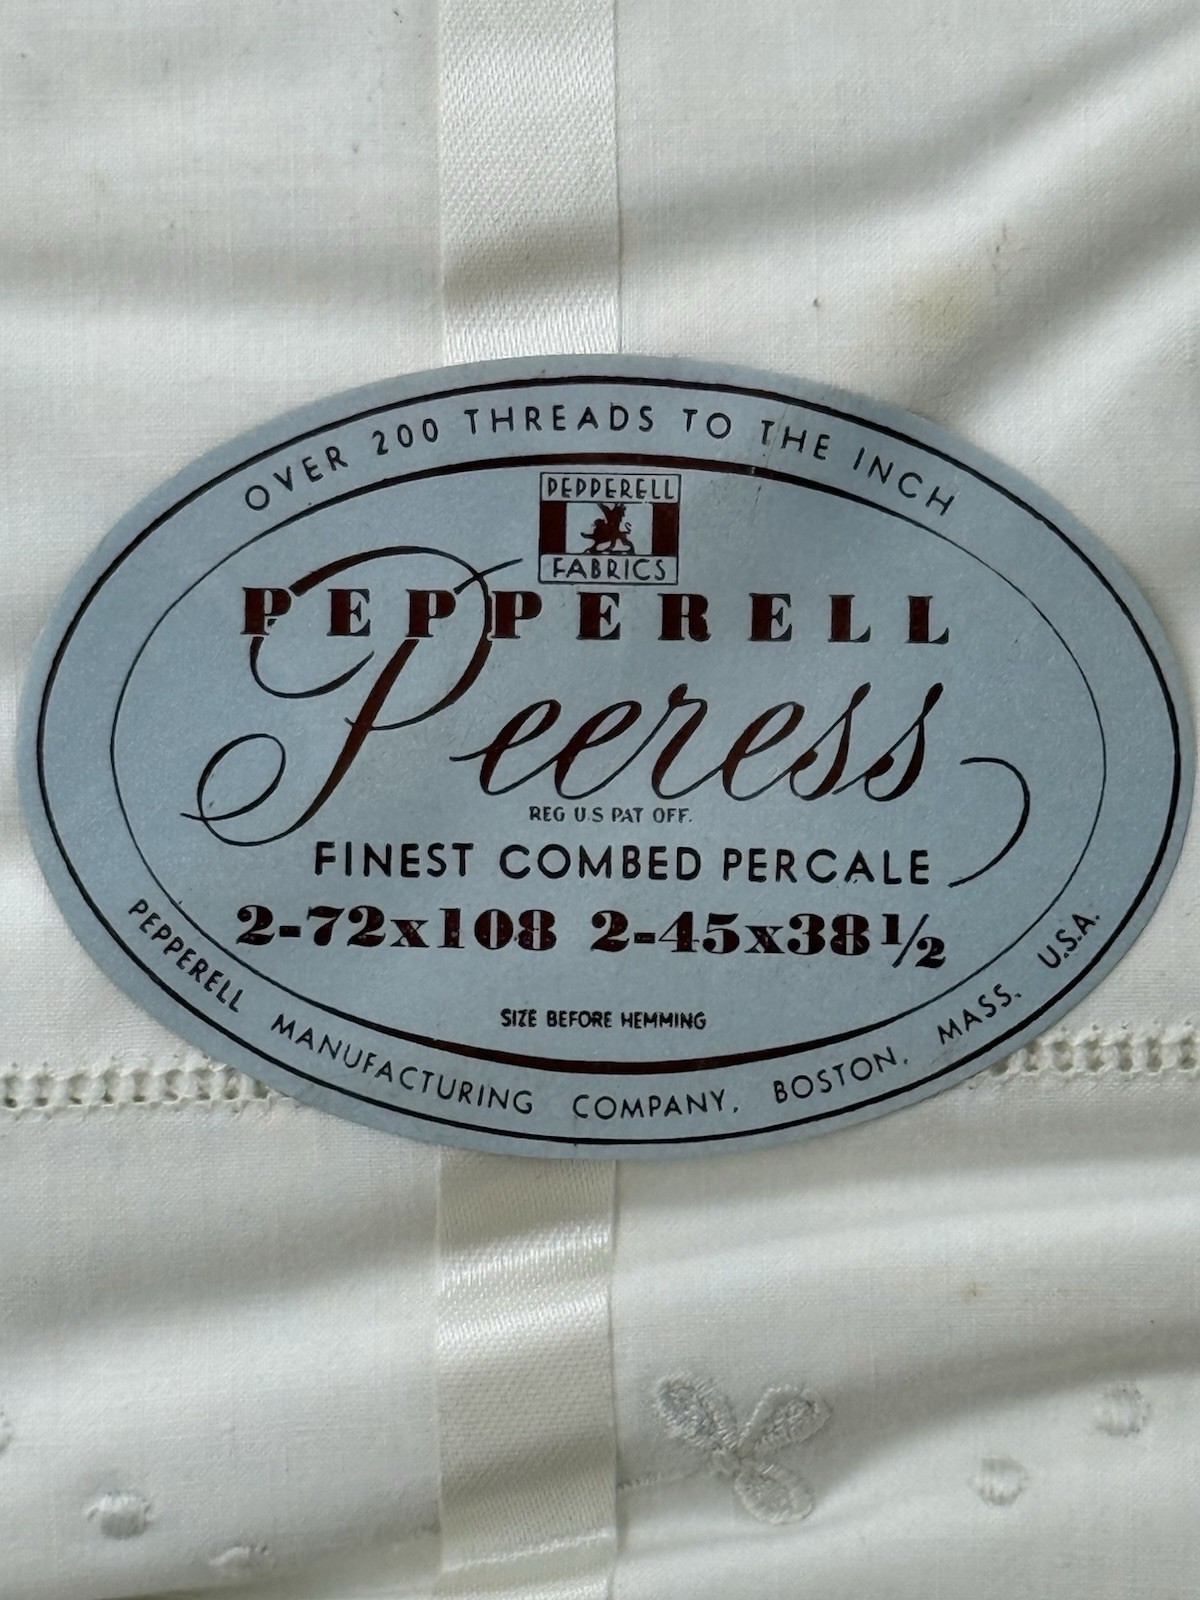 OVER 200 THREADS TO THE INCH
PEPPERELL
FABRICS
PEPPERELL
Peeress
REG U.S PAT OFF.
FINEST COMBED PERCALE
2-72x108 2-45x38½
SIZE BEFORE HEMMING
PEPPERELL MANUFACTURING COMPANY, BOSTON, MASS. U.S.A.